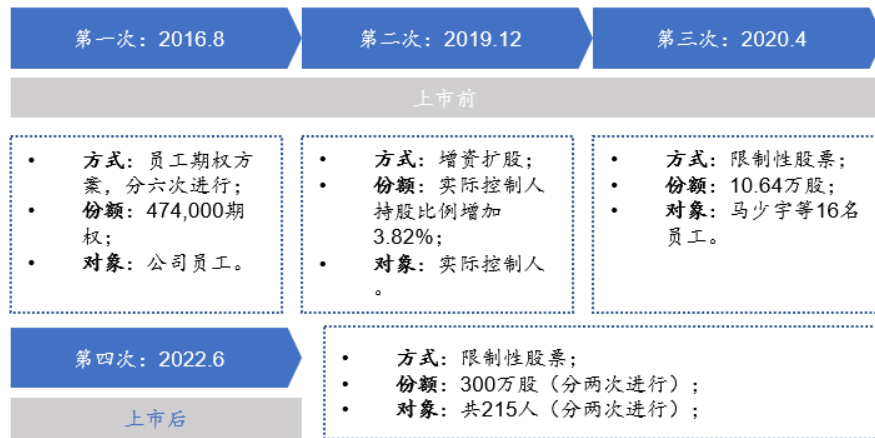 第一次：2016.8
第二次：2019.12
第三次：2020.4
上市前
• 方式：员工期权方
案，分六次进行；
• 份额：474,000期
权；
• 对象：公司员工。
• 方式：增资扩股；
• 份额：实际控制人
持股比例增加
3.82%；
• 对象：实际控制人
。
• 方式：限制性股票；
• 份额：10.64万股；
• 对象：马少宇等16名
员工。
第四次：2022.6
上市后
• 方式：限制性股票；
• 份额：300万股（分两次进行）；
• 对象：共215人（分两次进行）；